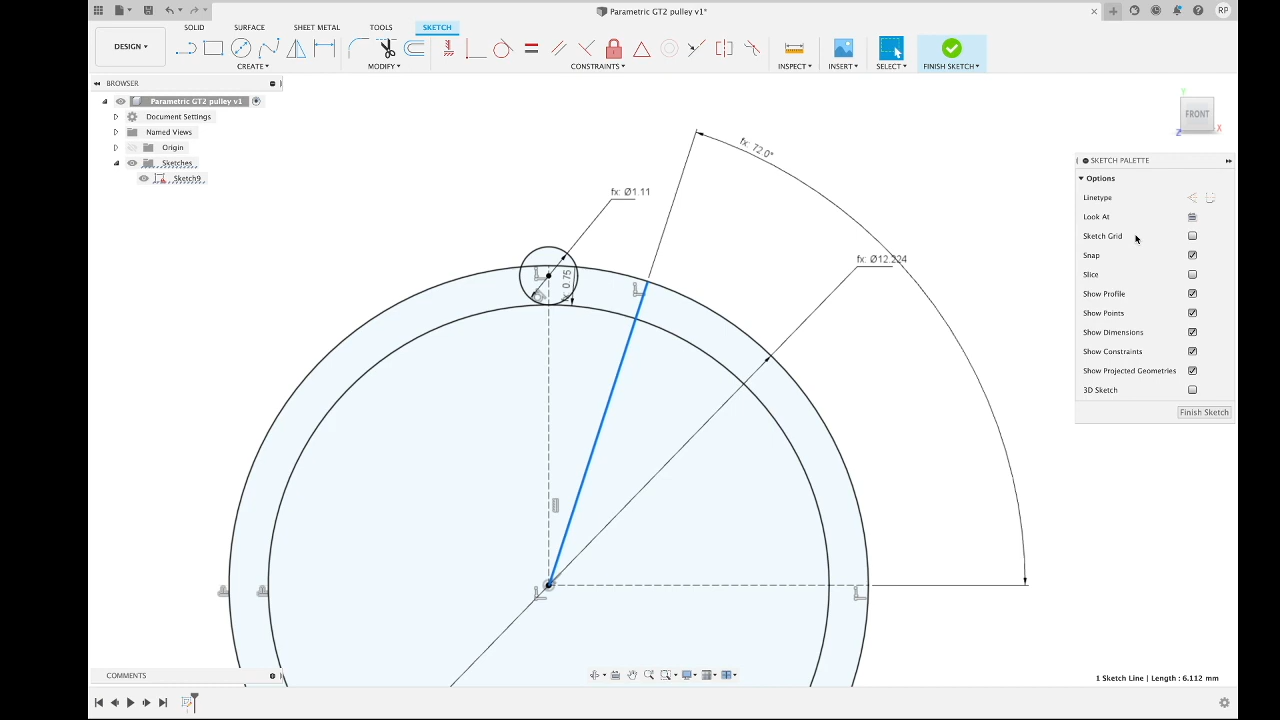 Parametric GT2 pulley v1*
RP
SOLID
SURFACE
SHEET METAL
TOOLS
SKETCH
DESIGN
CREATE
MODIFY
CONSTRAINTS
INSPECT
INSERT
SELECT
FINISH SKETCH
BROWSER
Parametric GT2 pulley v1
Document Settings
Named Views
Origin
Sketches
Sketch9
FRONT
Y
X
Z
fx: 72.0°
fx: Ø1.11
fx: Ø12.224
fx: 0.75
SKETCH PALETTE
Options
Linetype
Look At
Sketch Grid
Snap
Slice
Show Profile
Show Points
Show Dimensions
Show Constraints
Show Projected Geometries
3D Sketch
Finish Sketch
COMMENTS
1 Sketch Line | Length : 6.112 mm